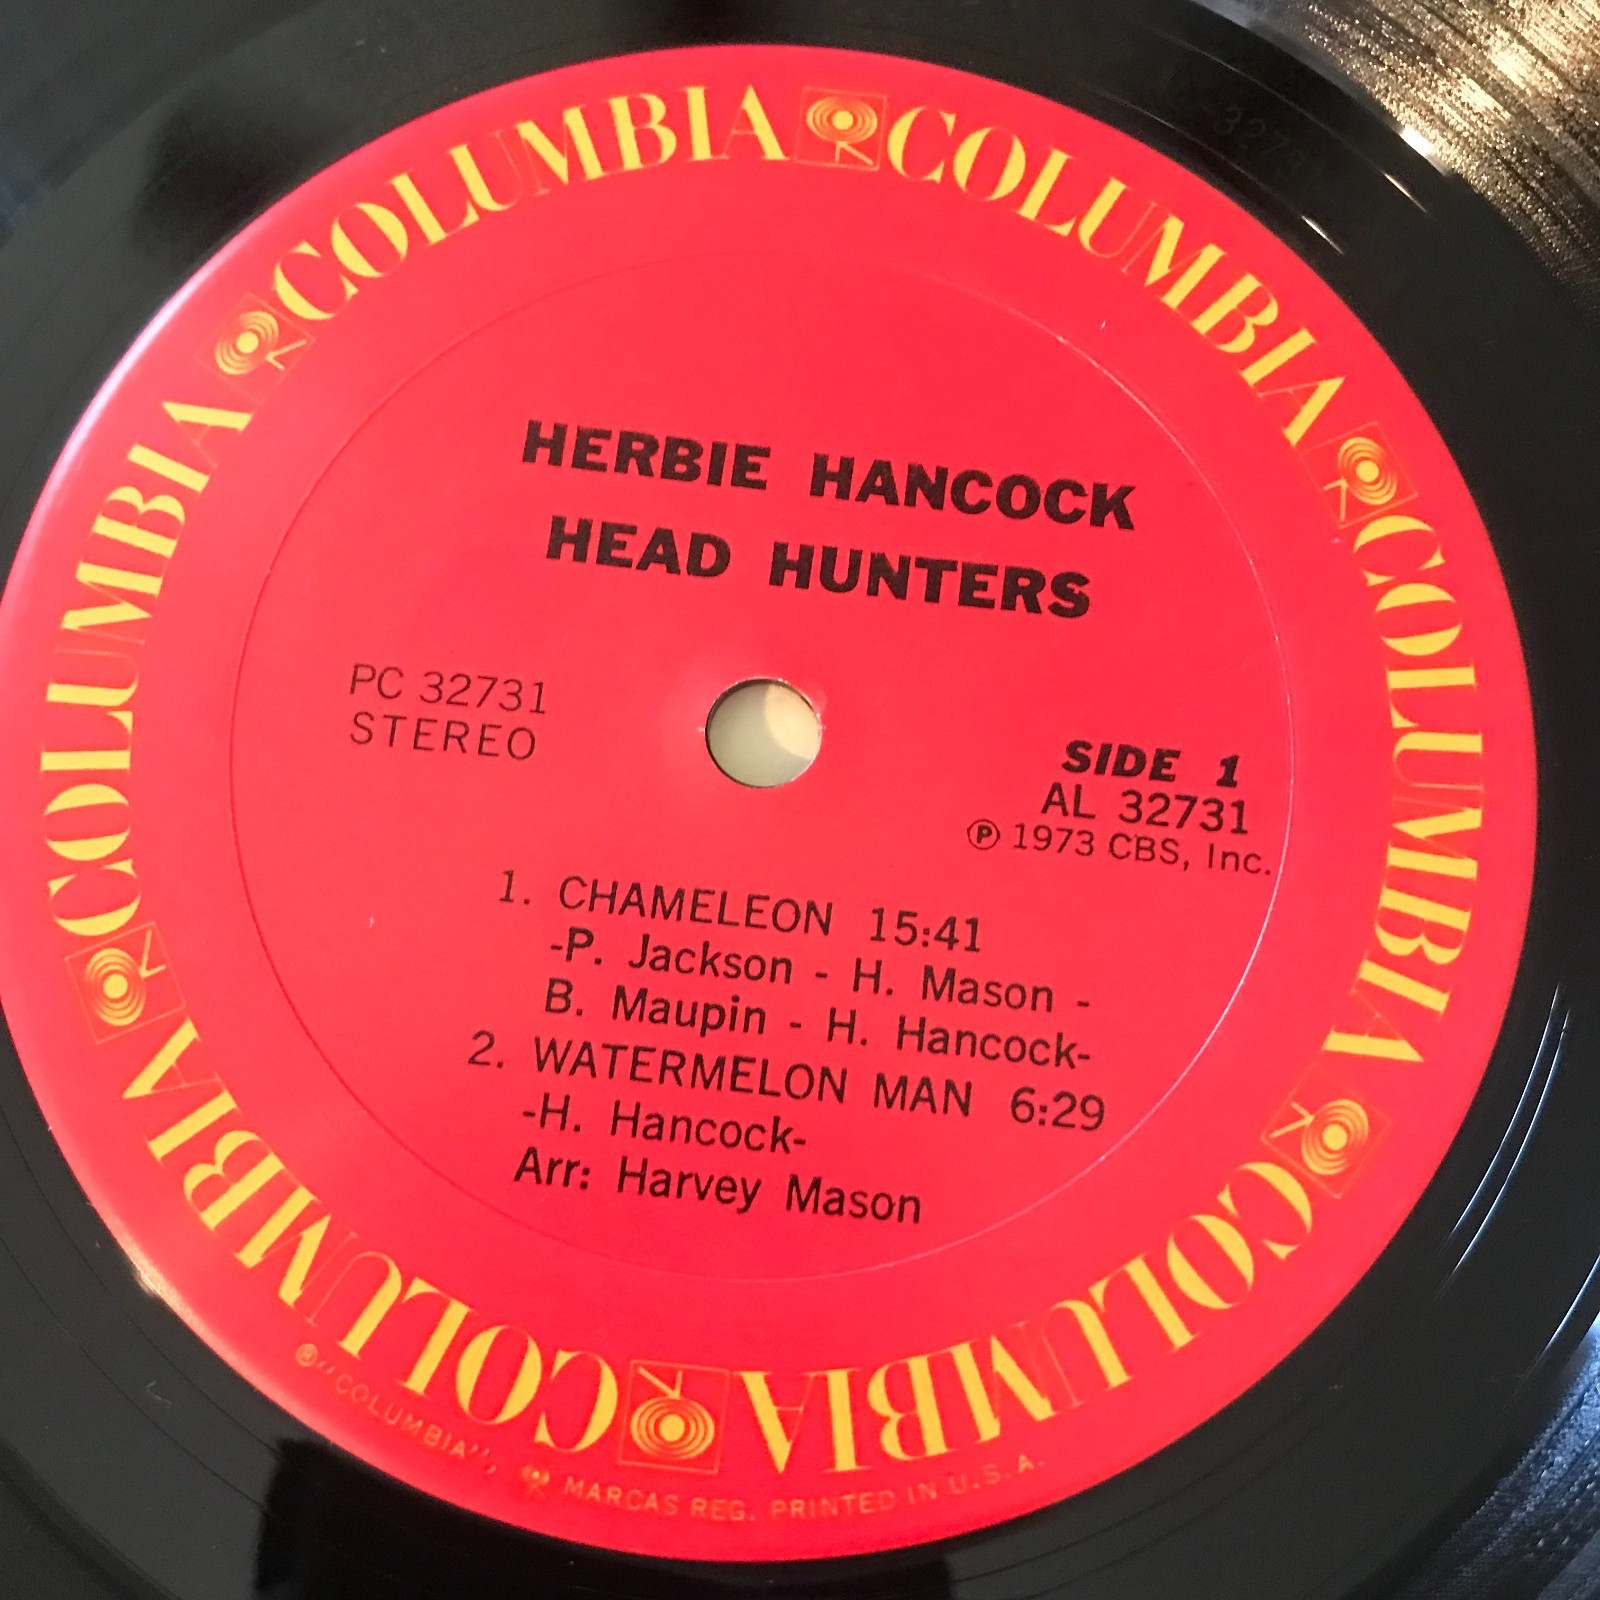 COLUMBIA COLUMBIA COLUMBIA COLUMBIA COLUMBIA COLUMBIA
HERBIE HANCOCK
HEAD HUNTERS
PC 32731
STEREO
SIDE 1
AL 32731
Ⓟ 1973 CBS, Inc.
1. CHAMELEON 15:41
-P. Jackson - H. Mason -
B. Maupin - H. Hancock-
2. WATERMELON MAN 6:29
-H. Hancock-
Arr: Harvey Mason
® "COLUMBIA", MARCAS REG. PRINTED IN U.S.A.